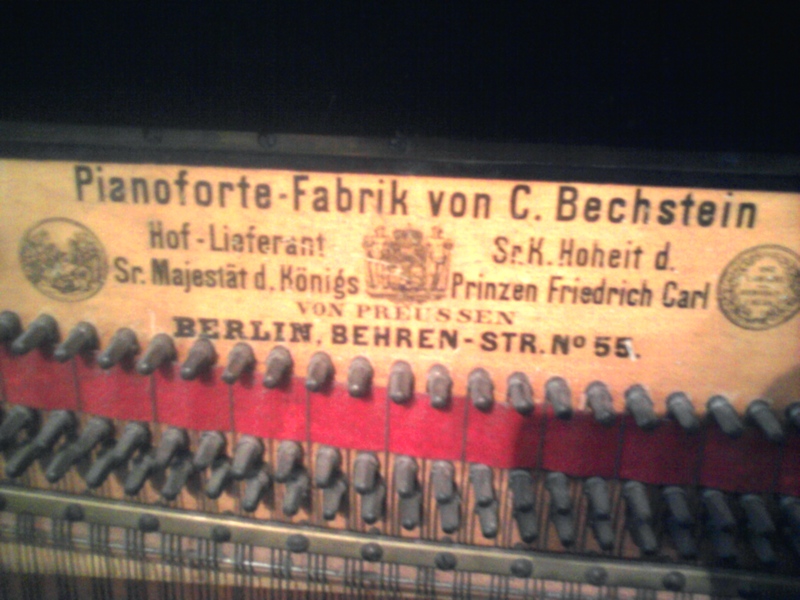 Pianoforte-Fabrik von C. Bechstein
Hof-Lieferant
Sr. Majestät d. Königs
Sr. K. Hoheit d.
Prinzen Friedrich Carl
VON PREUSSEN
BERLIN, BEHREN-STR. No 55.